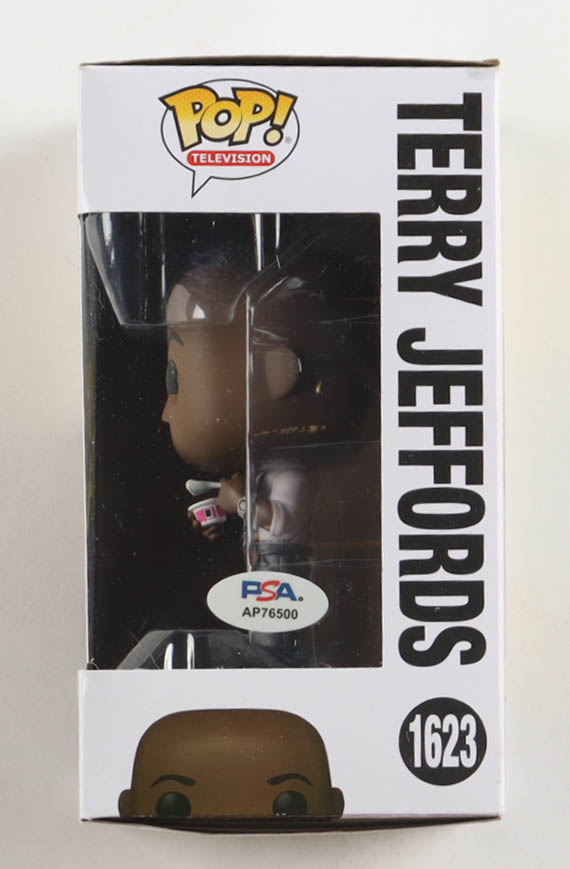 POP!
®
TELEVISION
TERRY JEFFORDS
PSA.
AP76500
1623